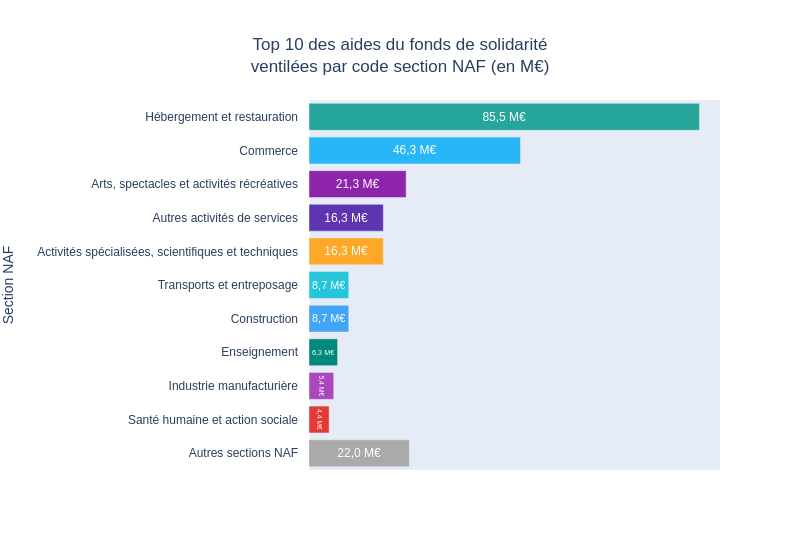 Top 10 des aides du fonds de solidarité
ventilées par code section NAF (en M€)
Section NAF
Hébergement et restauration 85,5 M€
Commerce 46,3 M€
Arts, spectacles et activités récréatives 21,3 M€
Autres activités de services 16,3 M€
Activités spécialisées, scientifiques et techniques 16,3 M€
Transports et entreposage 8,7 M€
Construction 8,7 M€
Enseignement 6,3 M€
Industrie manufacturière 5,4 M€
Santé humaine et action sociale 4,4 M€
Autres sections NAF 22,0 M€